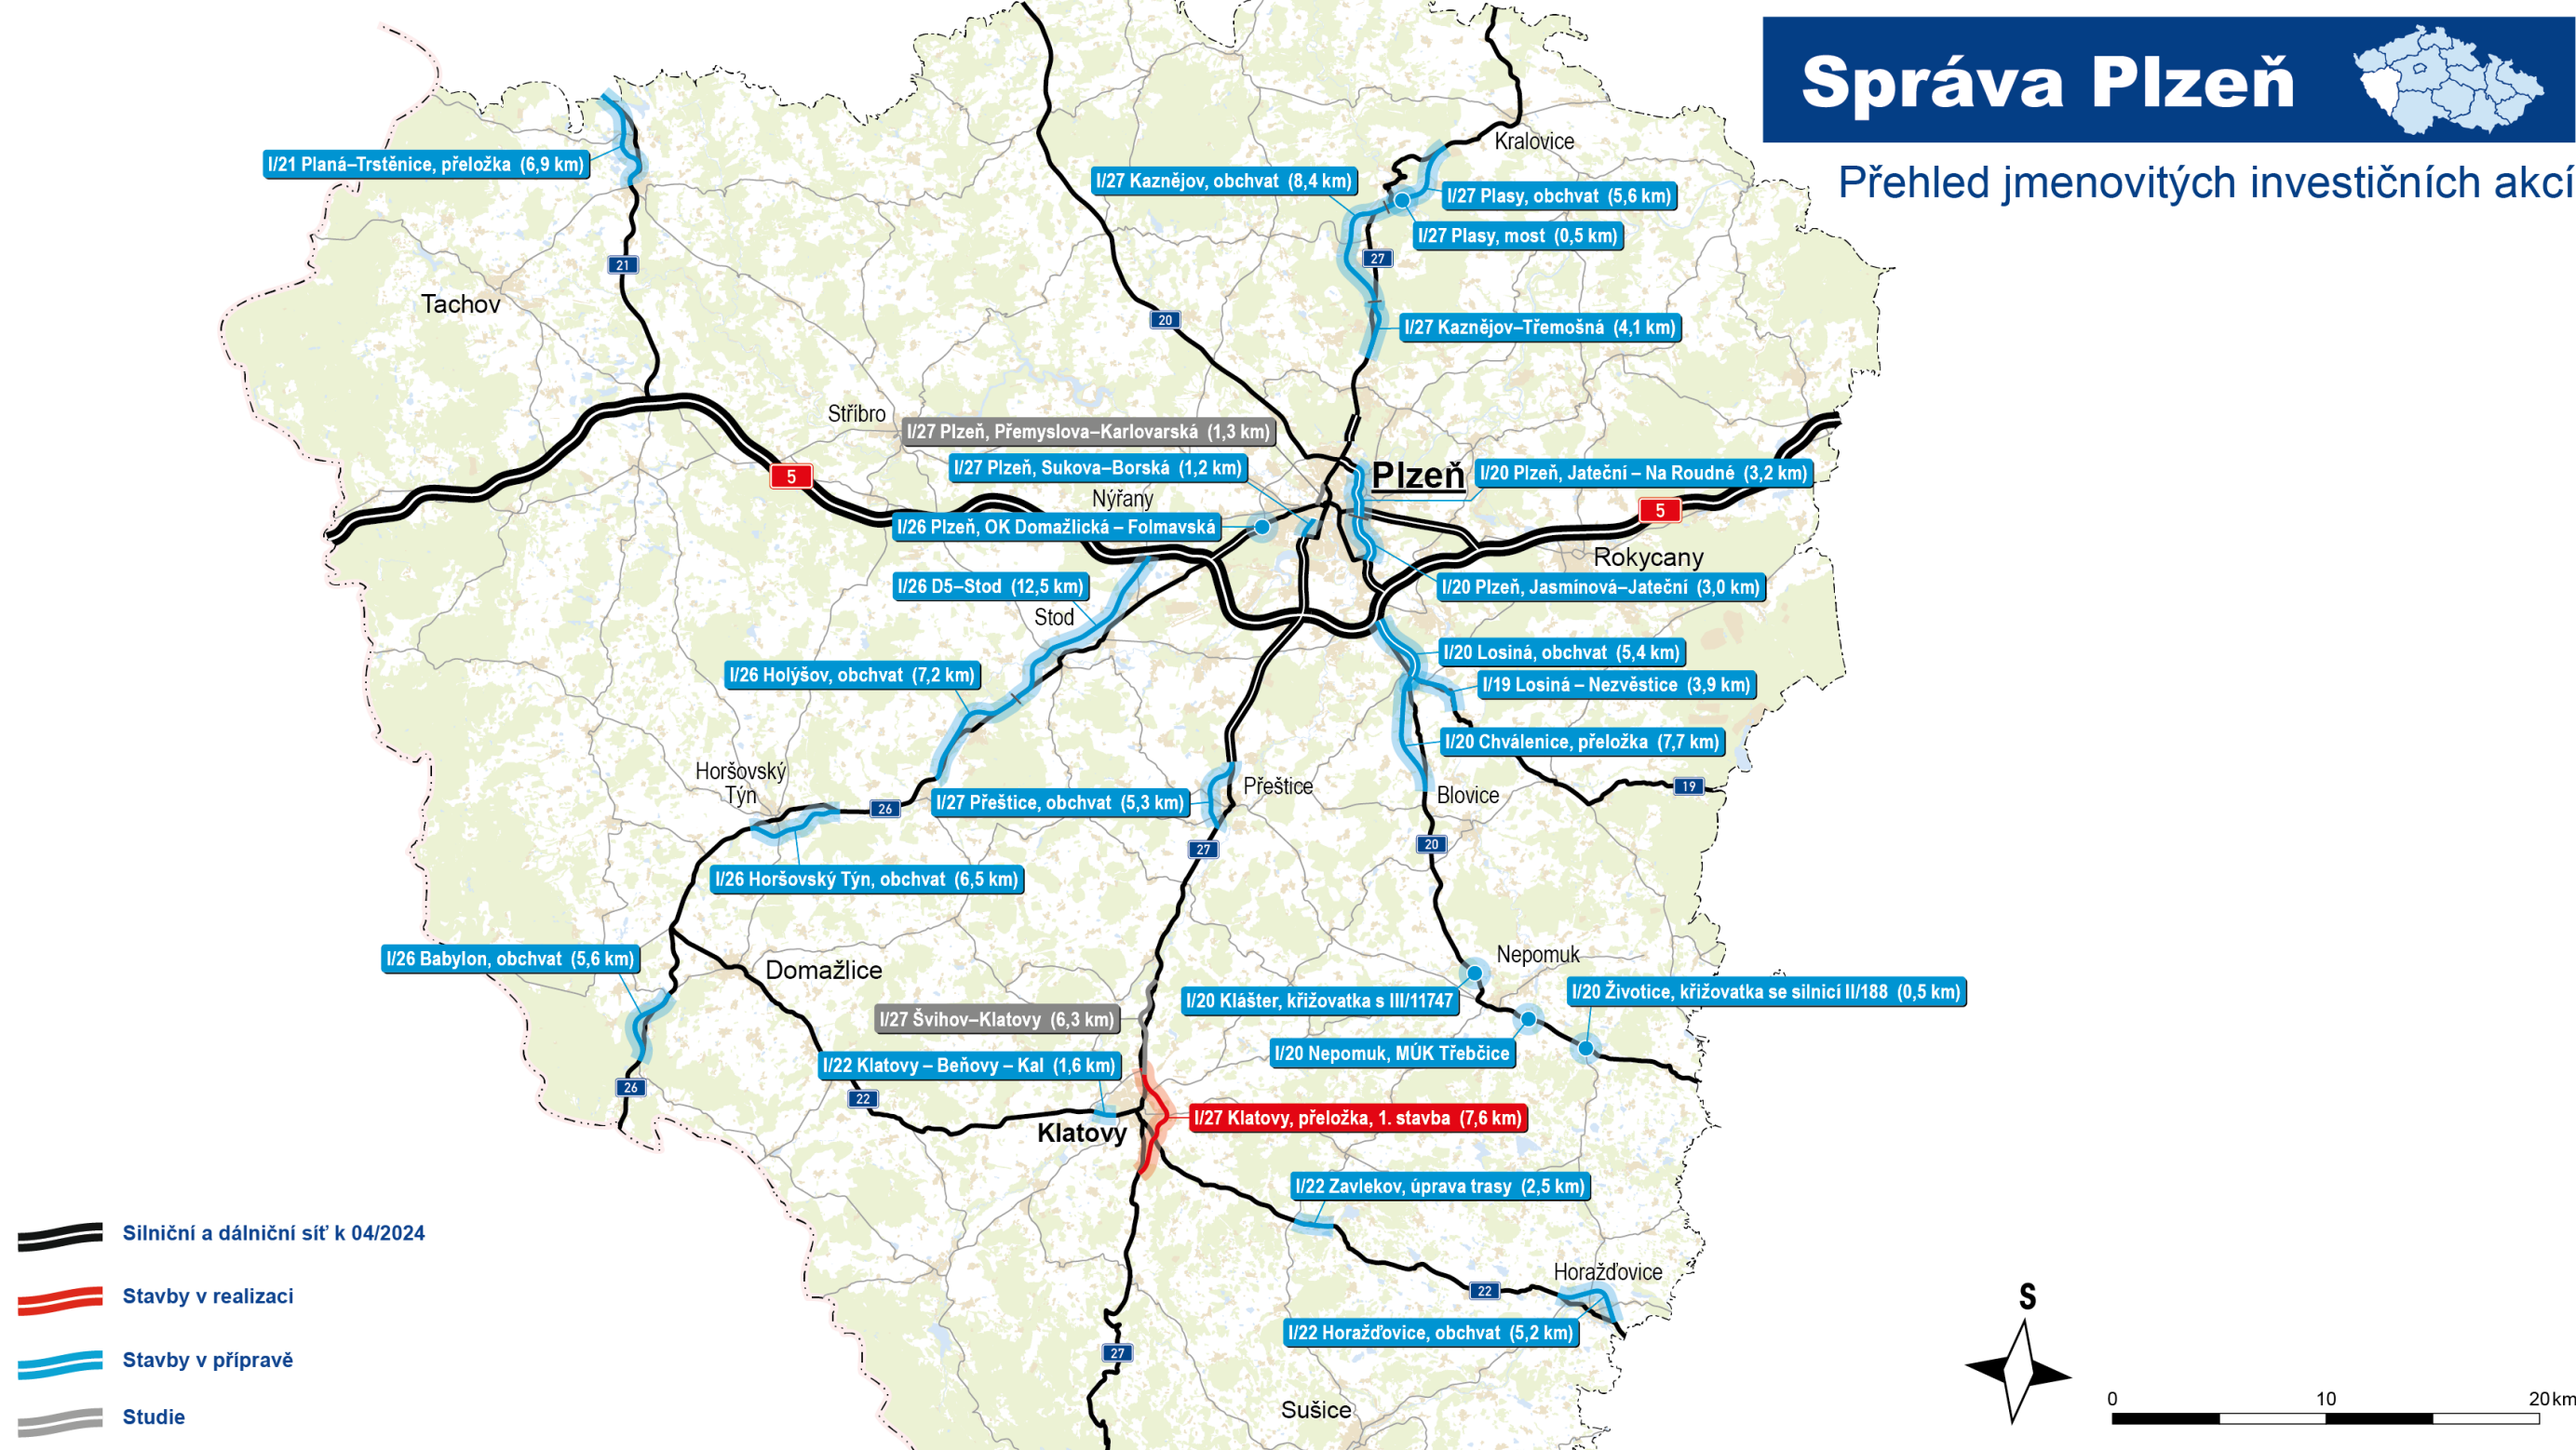 Správa Plzeň
Přehled jmenovitých investičních akcí
Kralovice
I/21 Planá–Trstěnice, přeložka (6,9 km)
I/27 Kaznějov, obchvat (8,4 km)
I/27 Plasy, obchvat (5,6 km)
I/27 Plasy, most (0,5 km)
27
21
Tachov
20
I/27 Kaznějov–Třemošná (4,1 km)
Stříbro
I/27 Plzeň, Přemyslova–Karlovarská (1,3 km)
I/27 Plzeň, Sukova–Borská (1,2 km)
Plzeň
I/20 Plzeň, Jateční – Na Roudné (3,2 km)
5
Nýřany
5
I/26 Plzeň, OK Domažlická – Folmavská
Rokycany
I/26 D5–Stod (12,5 km)
I/20 Plzeň, Jasmínová–Jateční (3,0 km)
Stod
I/20 Losiná, obchvat (5,4 km)
I/26 Holýšov, obchvat (7,2 km)
I/19 Losiná – Nezvěstice (3,9 km)
I/20 Chválenice, přeložka (7,7 km)
Horšovský
Týn
Přeštice
19
Blovice
26
I/27 Přeštice, obchvat (5,3 km)
27
20
I/26 Horšovský Týn, obchvat (6,5 km)
I/26 Babylon, obchvat (5,6 km)
Nepomuk
Domažlice
I/20 Klášter, křižovatka s III/11747
I/20 Životice, křižovatka se silnicí II/188 (0,5 km)
I/27 Švihov–Klatovy (6,3 km)
I/20 Nepomuk, MÚK Třebčice
I/22 Klatovy – Beňovy – Kal (1,6 km)
26
22
I/27 Klatovy, přeložka, 1. stavba (7,6 km)
Klatovy
I/22 Zavlekov, úprava trasy (2,5 km)
Horažďovice
22
I/22 Horažďovice, obchvat (5,2 km)
27
Sušice
Silniční a dálniční síť k 04/2024
Stavby v realizaci
Stavby v přípravě
Studie
S
0 10 20 km